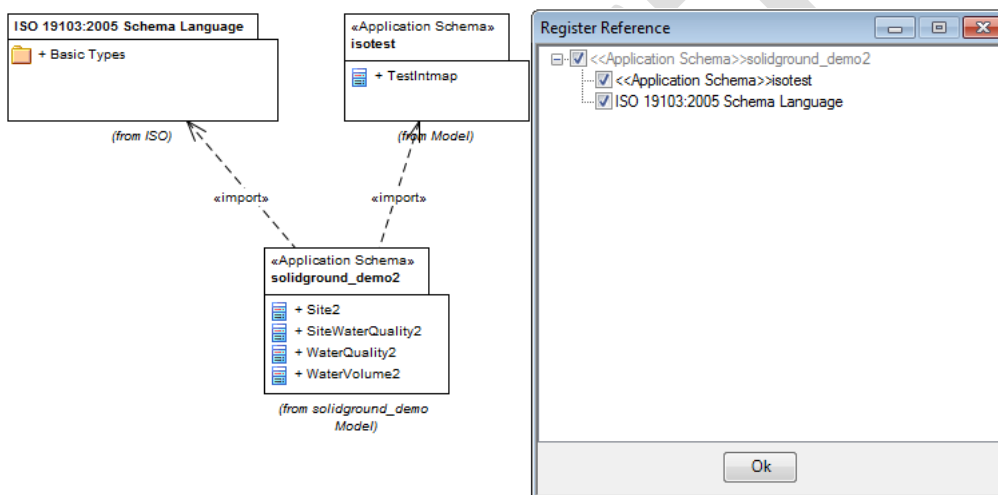 ISO 19103:2005 Schema Language
+ Basic Types
(from ISO)
«Application Schema»
isotest
+ TestIntmap
(from Model)
«import»
«import»
«Application Schema»
solidground_demo2
+ Site2
+ SiteWaterQuality2
+ WaterQuality2
+ WaterVolume2
(from solidground_demo
Model)
Register Reference
<<Application Schema>>solidground_demo2
<<Application Schema>>isotest
ISO 19103:2005 Schema Language
Ok